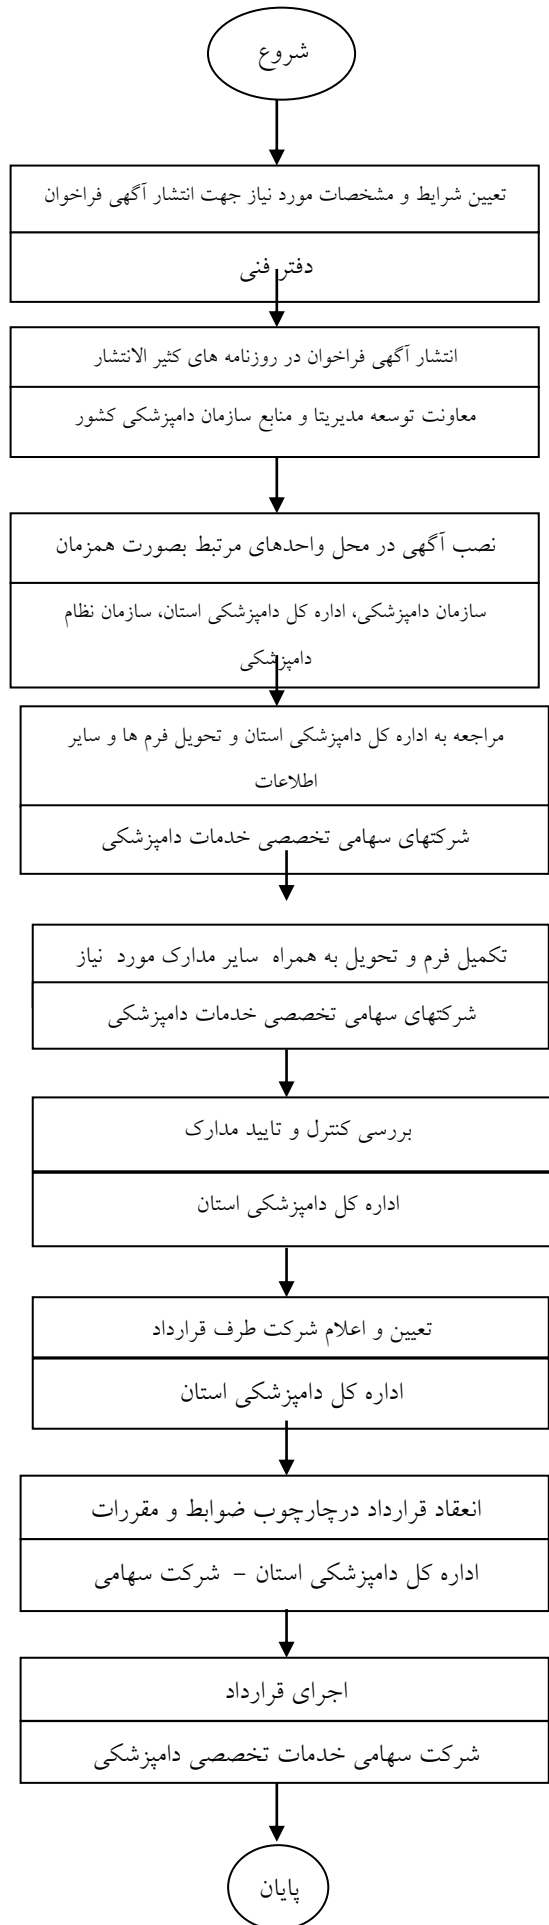 شروع
تعیین شرایط و مشخصات مورد نیاز جهت انتشار آگهی فراخوان
دفتر فنی
انتشار آگهی فراخوان در روزنامه های کثیر الانتشار
معاونت توسعه مدیریتا و منابع سازمان دامپزشکی کشور
نصب آگهی در محل واحدهای مرتبط بصورت همزمان
سازمان دامپزشکی، اداره کل دامپزشکی استان، سازمان نظام
دامپزشکی
مراجعه به اداره کل دامپزشکی استان و تحویل فرم ها و سایر
اطلاعات
شرکتهای سهامی تخصصی خدمات دامپزشکی
تکمیل فرم و تحویل به همراه سایر مدارک مورد نیاز
شرکتهای سهامی تخصصی خدمات دامپزشکی
بررسی کنترل و تایید مدارک
اداره کل دامپزشکی استان
تعیین و اعلام شرکت طرف قرارداد
اداره کل دامپزشکی استان
انعقاد قرارداد درچارچوب ضوابط و مقررات
اداره کل دامپزشکی استان – شرکت سهامی
اجرای قرارداد
شرکت سهامی خدمات تخصصی دامپزشکی
پایان